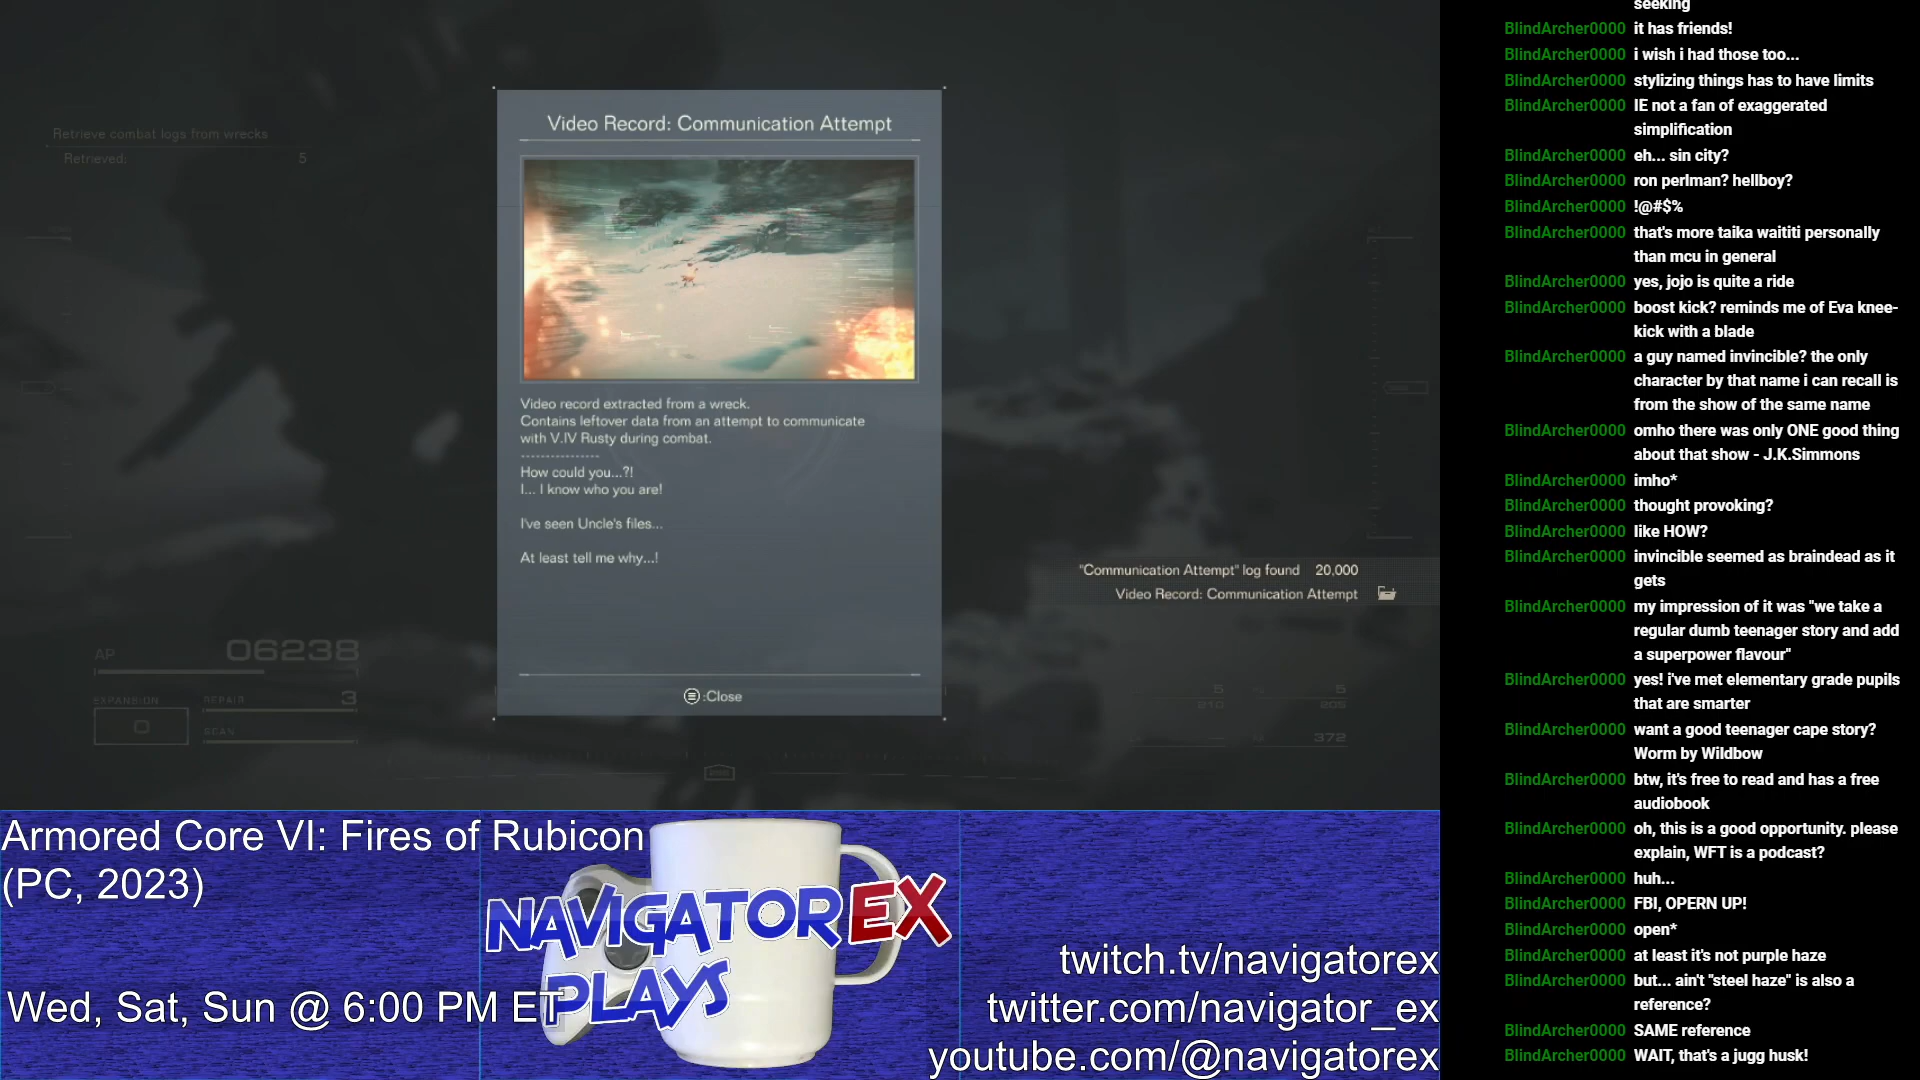 Retrieve combat logs from wrecks
Retrieved: 5
Video Record: Communication Attempt
Video record extracted from a wreck.
Contains leftover data from an attempt to communicate
with V.IV Rusty during combat.
----------------
How could you...?!
I... I know who you are!
I've seen Uncle's files...
At least tell me why...!
:Close
"Communication Attempt" log found 20,000
Video Record: Communication Attempt
AP 06238
EXPANSION
REPAIR 3
SCAN
5 5
210 205
372
Armored Core VI: Fires of Rubicon
(PC, 2023)
Wed, Sat, Sun @ 6:00 PM ET
NAVIGATOR EX
PLAYS
twitch.tv/navigatorex
twitter.com/navigator_ex
youtube.com/@navigatorex
seeking
BlindArcher0000 it has friends!
BlindArcher0000 i wish i had those too...
BlindArcher0000 stylizing things has to have limits
BlindArcher0000 IE not a fan of exaggerated
simplification
BlindArcher0000 eh... sin city?
BlindArcher0000 ron perlman? hellboy?
BlindArcher0000 !@#$%
BlindArcher0000 that's more taika waititi personally
than mcu in general
BlindArcher0000 yes, jojo is quite a ride
BlindArcher0000 boost kick? reminds me of Eva knee-
kick with a blade
BlindArcher0000 a guy named invincible? the only
character by that name i can recall is
from the show of the same name
BlindArcher0000 omho there was only ONE good thing
about that show - J.K.Simmons
BlindArcher0000 imho*
BlindArcher0000 thought provoking?
BlindArcher0000 like HOW?
BlindArcher0000 invincible seemed as braindead as it
gets
BlindArcher0000 my impression of it was "we take a
regular dumb teenager story and add
a superpower flavour"
BlindArcher0000 yes! i've met elementary grade pupils
that are smarter
BlindArcher0000 want a good teenager cape story?
Worm by Wildbow
BlindArcher0000 btw, it's free to read and has a free
audiobook
BlindArcher0000 oh, this is a good opportunity. please
explain, WFT is a podcast?
BlindArcher0000 huh...
BlindArcher0000 FBI, OPERN UP!
BlindArcher0000 open*
BlindArcher0000 at least it's not purple haze
BlindArcher0000 but... ain't "steel haze" is also a
reference?
BlindArcher0000 SAME reference
BlindArcher0000 WAIT, that's a jugg husk!